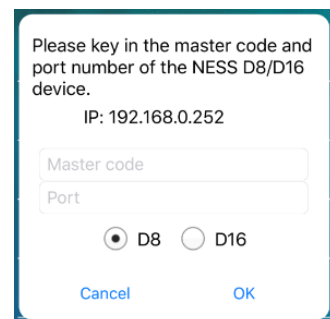 Please key in the master code and
port number of the NESS D8/D16
device.
IP: 192.168.0.252
Master code
Port
D8 D16
Cancel OK